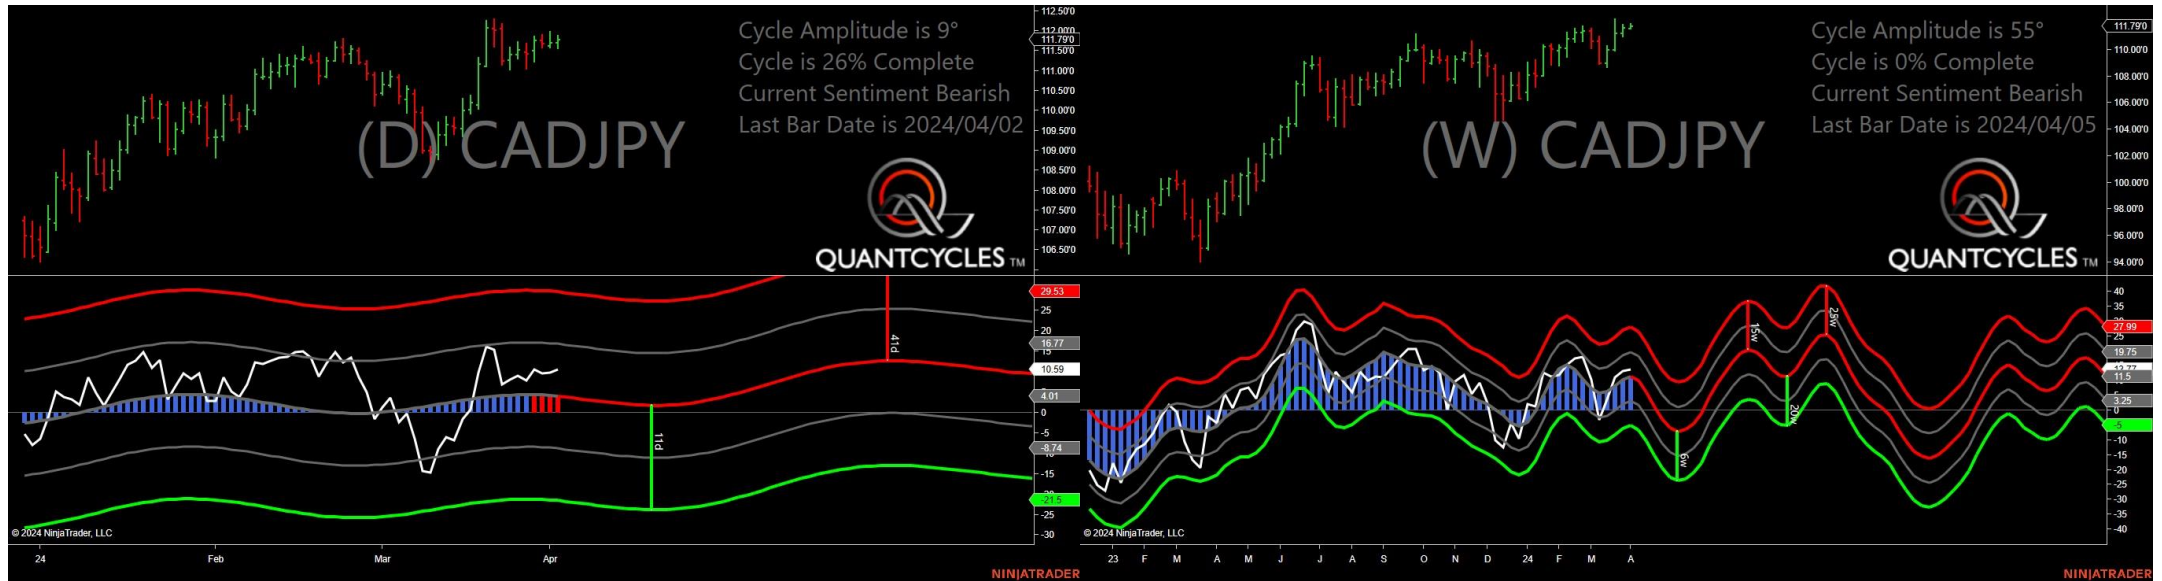 Cycle Amplitude is 9°
Cycle is 26% Complete
Current Sentiment Bearish
Last Bar Date is 2024/04/02
(D) CADJPY
QUANTCYCLES TM
112.50'0
112.00'0
111.79'0
111.50'0
111.00'0
110.50'0
110.00'0
109.50'0
109.00'0
108.50'0
108.00'0
107.50'0
107.00'0
106.50'0
29.53
25
20
16.77
15
10.59
4.01
0
-5
-8.74
-15
-21.5
-25
-30
41d
11d
© 2024 NinjaTrader, LLC
24 Feb Mar Apr
NINJATRADER
Cycle Amplitude is 55°
Cycle is 0% Complete
Current Sentiment Bearish
Last Bar Date is 2024/04/05
(W) CADJPY
QUANTCYCLES TM
111.79'0
110.00'0
108.00'0
106.00'0
104.00'0
102.00'0
100.00'0
98.00'0
96.00'0
94.00'0
40
35
27.99
25
19.75
11.5
3.25
0
-5
-10
-15
-20
-25
-30
-35
-40
15w
6w
20w
© 2024 NinjaTrader, LLC
23 F M A M J J A S O N D 24 F M A
NINJATRADER